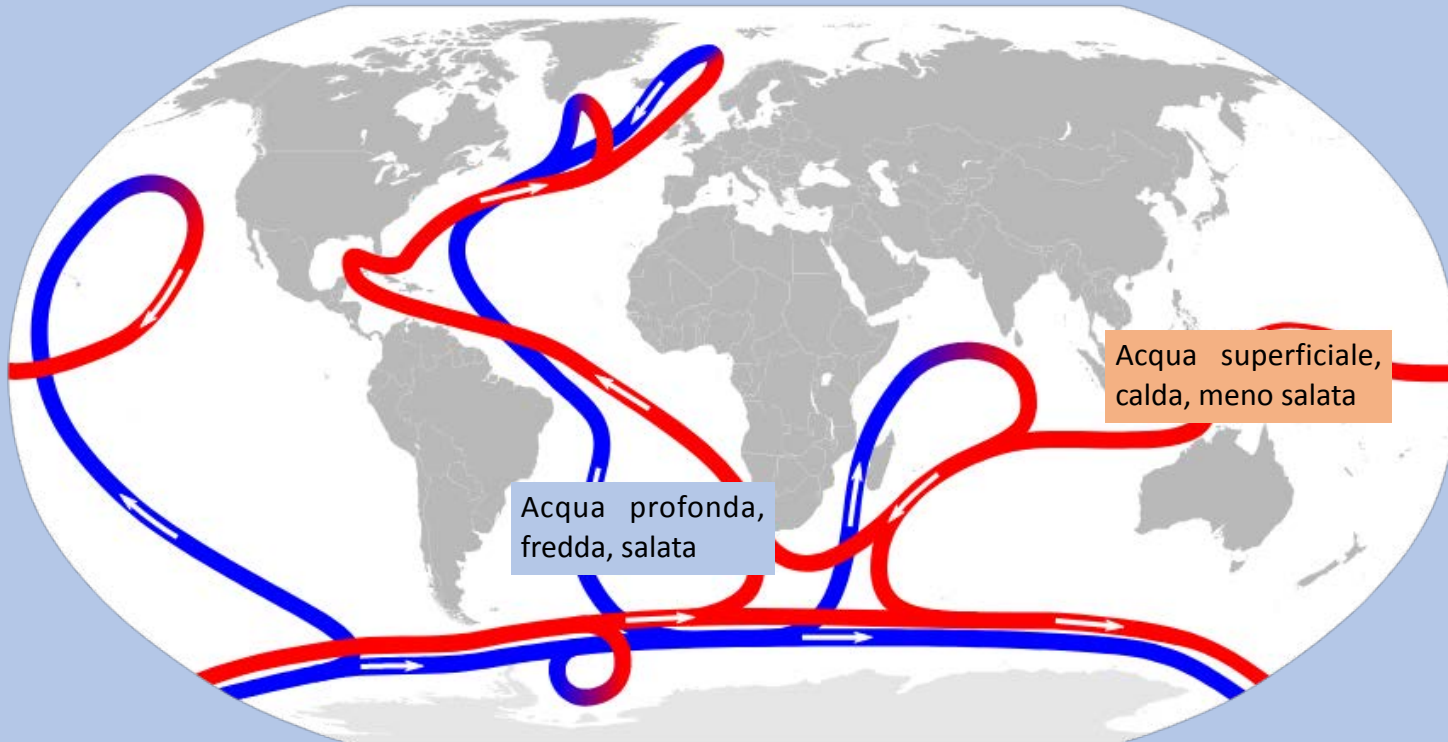 Acqua superficiale,
calda, meno salata
Acqua profonda,
fredda, salata